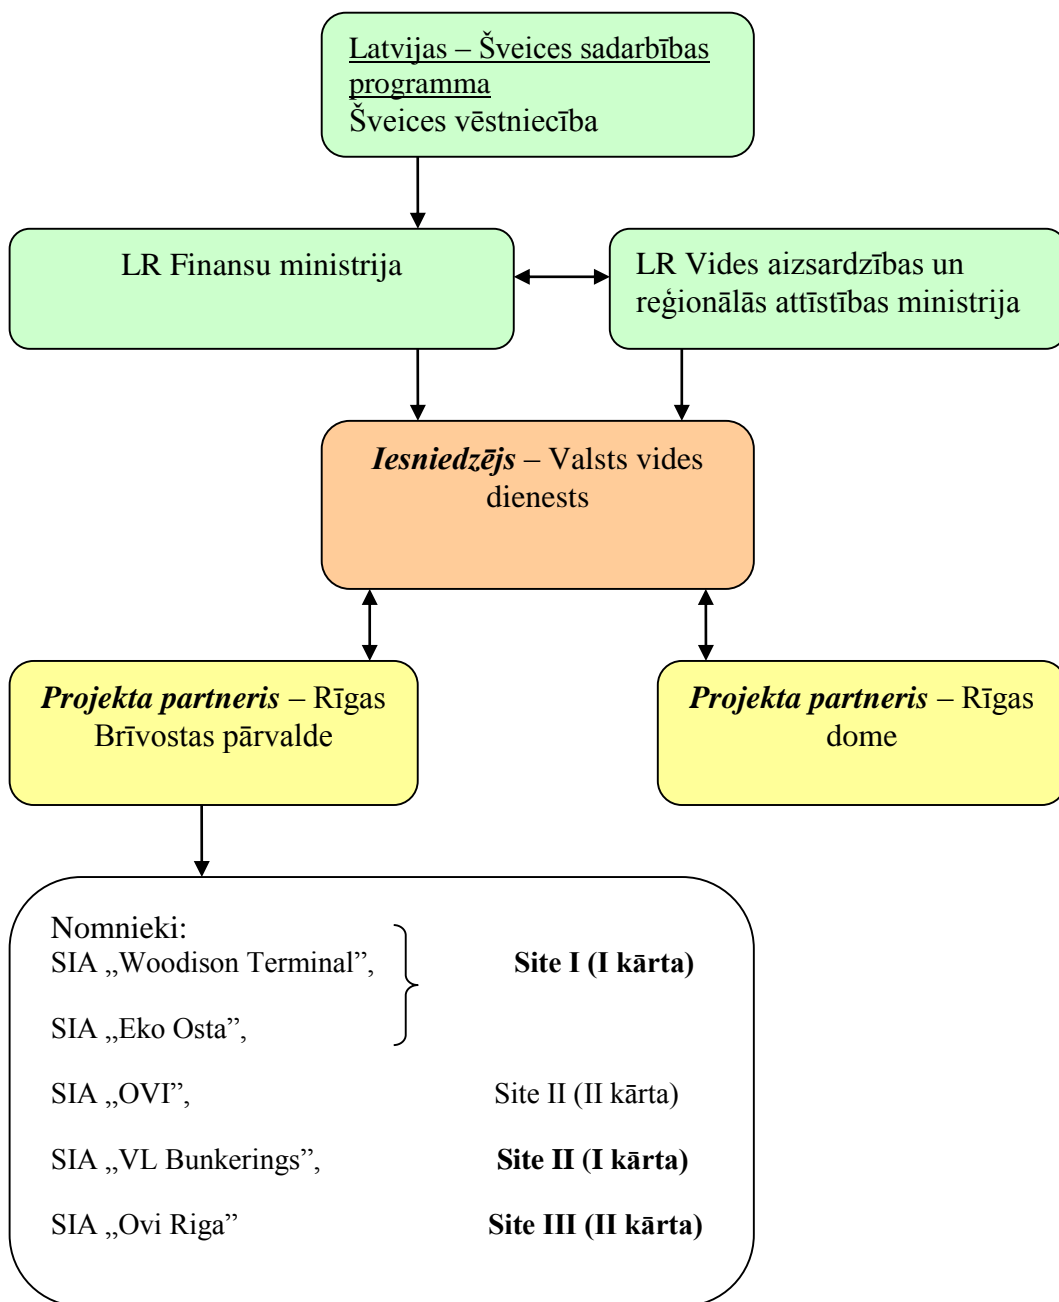 Latvijas – Šveices sadarbības
programma
Šveices vēstniecība
LR Finansu ministrija
LR Vides aizsardzības un
reģionālās attīstības ministrija
Iesniedzējs – Valsts vides
dienests
Projekta partneris – Rīgas
Brīvostas pārvalde
Projekta partneris – Rīgas
dome
Nomnieki:
SIA „Woodison Terminal”, Site I (I kārta)
SIA „Eko Osta”,
SIA „OVI”, Site II (II kārta)
SIA „VL Bunkerings”, Site II (I kārta)
SIA „Ovi Riga” Site III (II kārta)